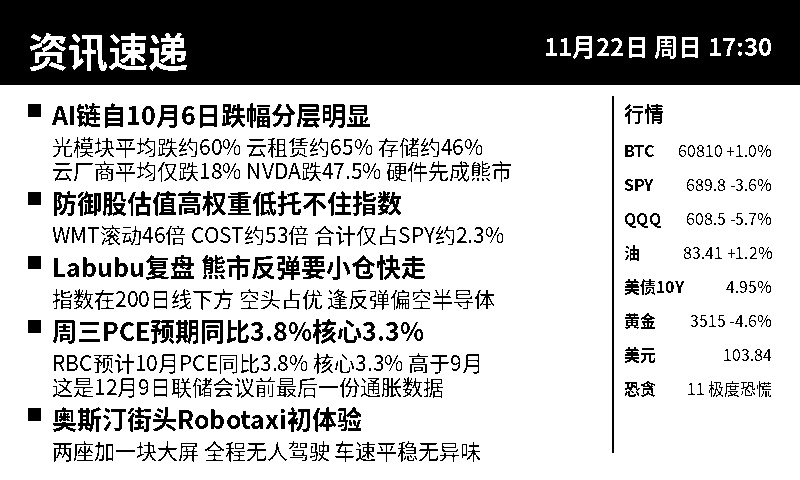 资讯速递
11月22日 周日 17:30
AI链自10月6日跌幅分层明显
光模块平均跌约60% 云租赁约65% 存储约46%
云厂商平均仅跌18% NVDA跌47.5% 硬件先成熊市
防御股估值高权重低托不住指数
WMT滚动46倍 COST约53倍 合计仅占SPY约2.3%
Labubu复盘 熊市反弹要小仓快走
指数在200日线下方 空头占优 逢反弹偏空半导体
周三PCE预期同比3.8%核心3.3%
RBC预计10月PCE同比3.8% 核心3.3% 高于9月
这是12月9日联储会议前最后一份通胀数据
奥斯汀街头Robotaxi初体验
两座加一块大屏 全程无人驾驶 车速平稳无异味
行情
BTC 60810 +1.0%
SPY 689.8 -3.6%
QQQ 608.5 -5.7%
油 83.41 +1.2%
美债10Y 4.95%
黄金 3515 -4.6%
美元 103.84
恐贪 11 极度恐慌